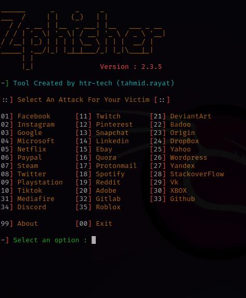 Zphisher
Version : 2.3.5
[-] Tool Created by htr-tech (tahmid.rayat)
[::] Select An Attack For Your Victim [::]
[01] Facebook [11] Twitch [21] DeviantArt
[02] Instagram [12] Pinterest [22] Badoo
[03] Google [13] Snapchat [23] Origin
[04] Microsoft [14] Linkedin [24] DropBox
[05] Netflix [15] Ebay [25] Yahoo
[06] Paypal [16] Quora [26] Wordpress
[07] Steam [17] Protonmail [27] Yandex
[08] Twitter [18] Spotify [28] StackoverFlow
[09] Playstation [19] Reddit [29] Vk
[10] Tiktok [20] Adobe [30] XBOX
[31] Mediafire [32] Gitlab [33] Github
[34] Discord [35] Roblox
[99] About [00] Exit
[-] Select an option :